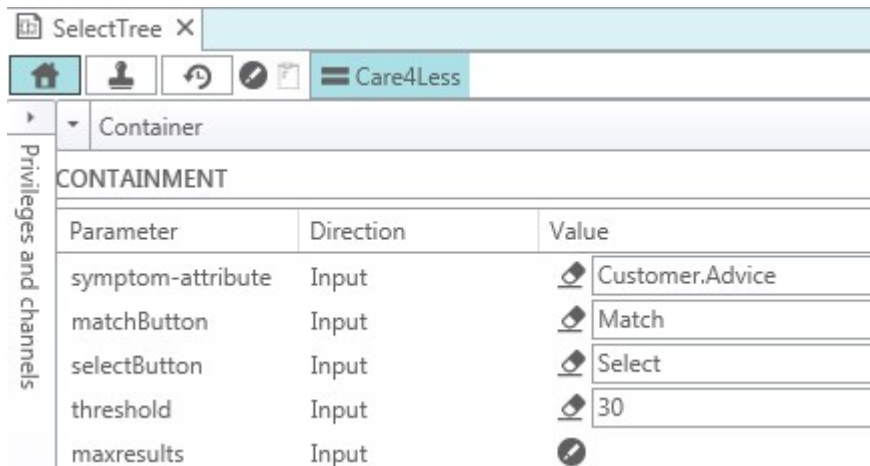 SelectTree
Care4Less
Privileges and channels
Container
CONTAINMENT
Parameter Direction Value
symptom-attribute Input Customer.Advice
matchButton Input Match
selectButton Input Select
threshold Input 30
maxresults Input